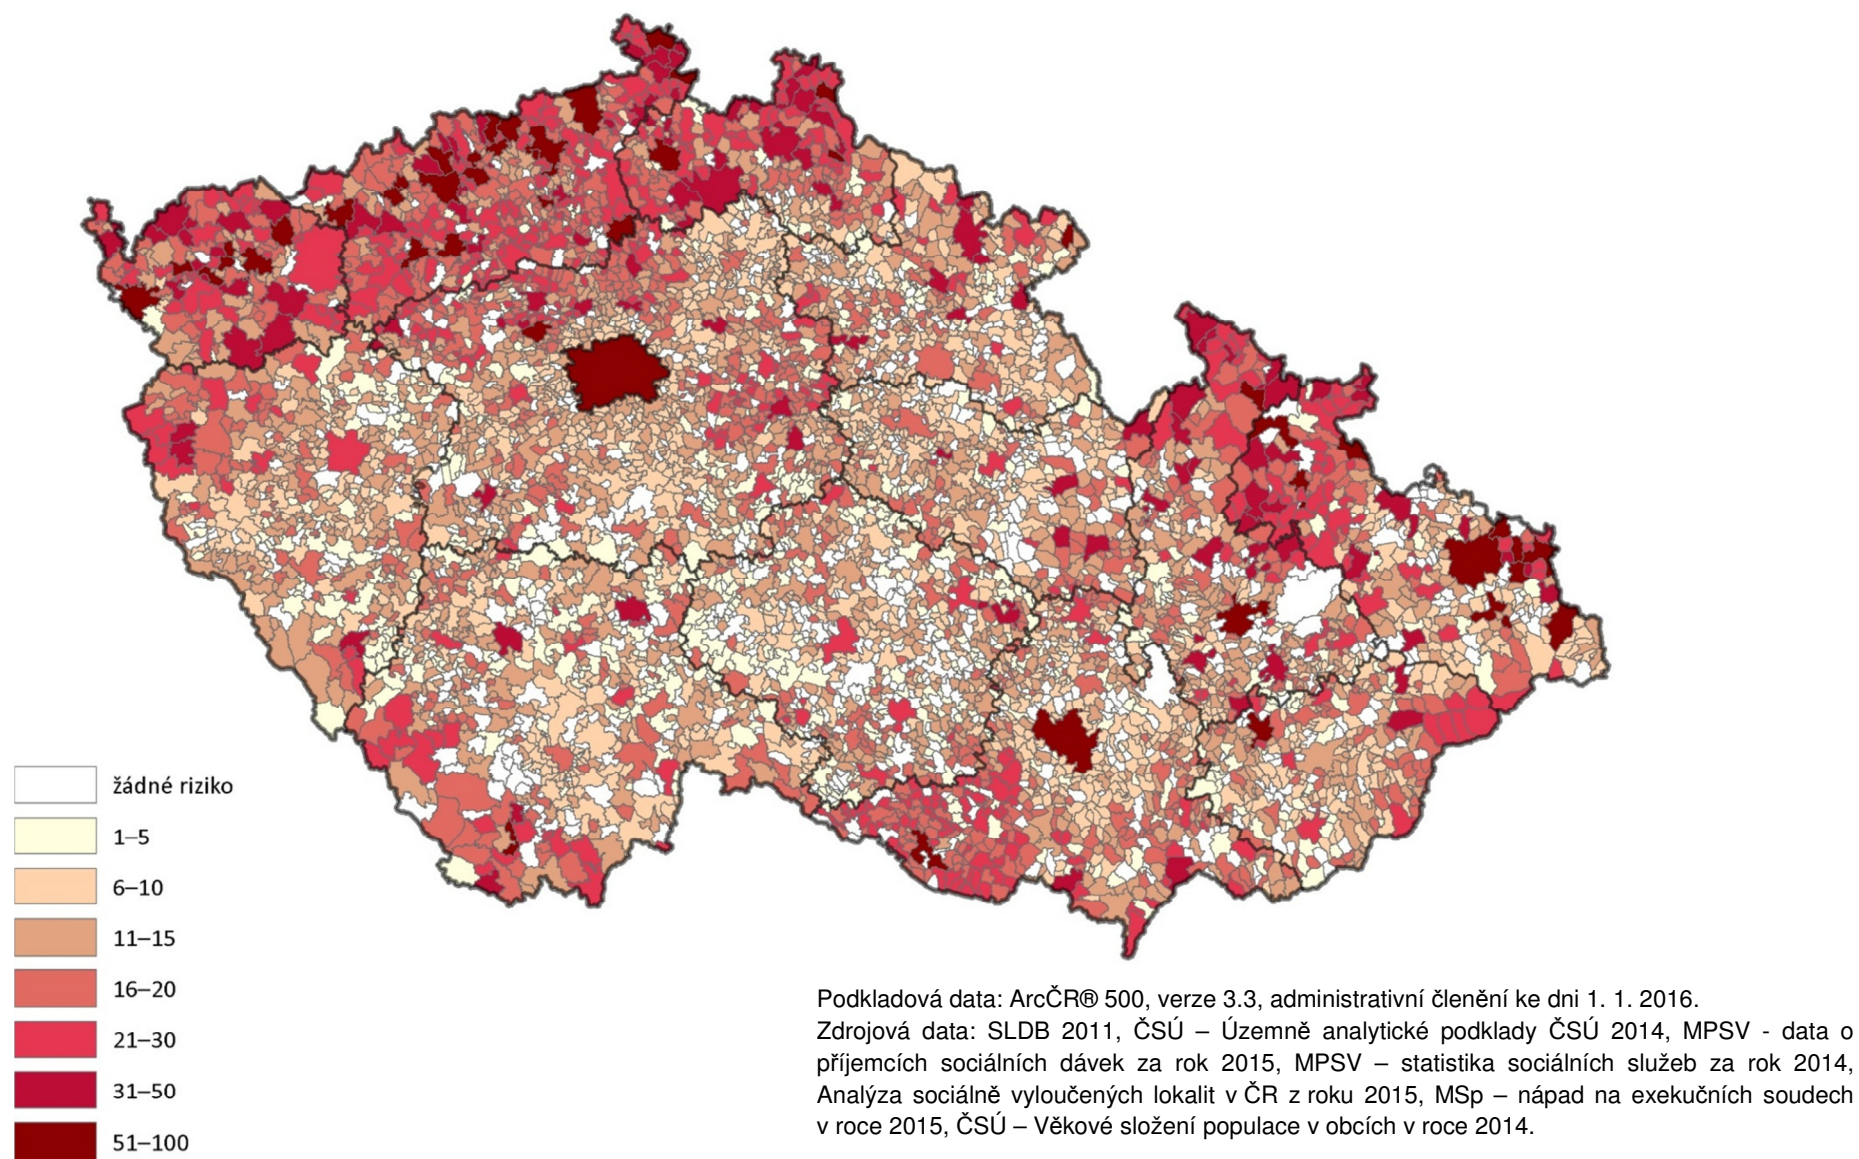 žádné riziko
1–5
6–10
11–15
16–20
21–30
31–50
51–100
Podkladová data: ArcČR® 500, verze 3.3, administrativní členění ke dni 1. 1. 2016.
Zdrojová data: SLDB 2011, ČSÚ – Územně analytické podklady ČSÚ 2014, MPSV - data o
příjemcích sociálních dávek za rok 2015, MPSV – statistika sociálních služeb za rok 2014,
Analýza sociálně vyloučených lokalit v ČR z roku 2015, MSp – nápad na exekučních soudech
v roce 2015, ČSÚ – Věkové složení populace v obcích v roce 2014.